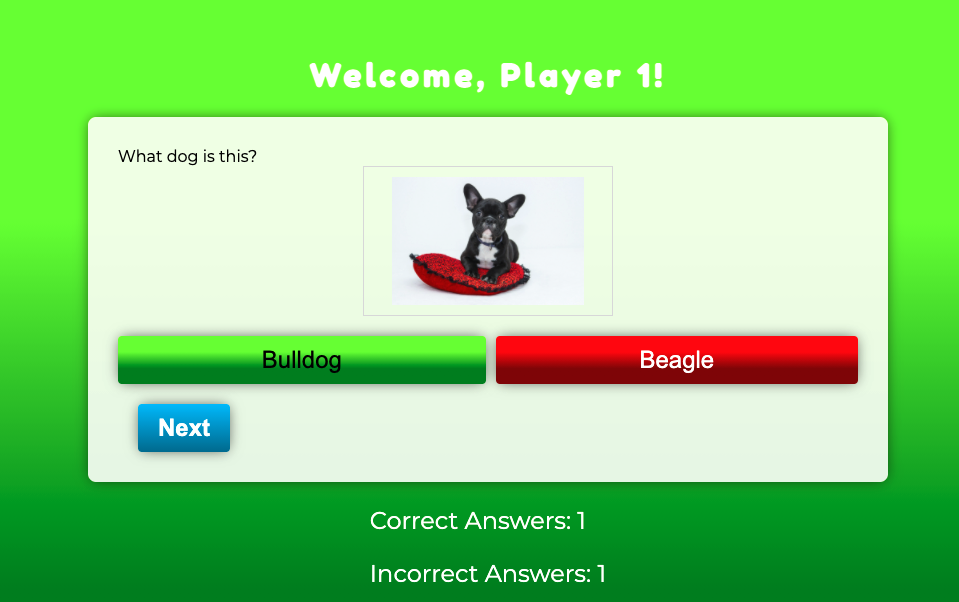 Welcome, Player 1!
What dog is this?
Bulldog
Beagle
Next
Correct Answers: 1
Incorrect Answers: 1